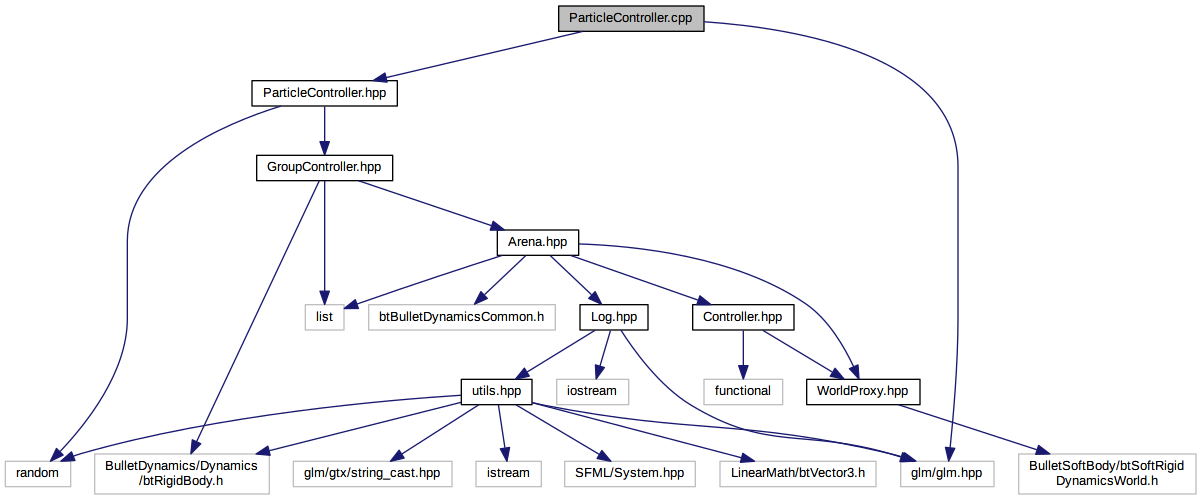 ParticleController.cpp
ParticleController.hpp
GroupController.hpp
Arena.hpp
list
btBulletDynamicsCommon.h
Log.hpp
Controller.hpp
utils.hpp
iostream
functional
WorldProxy.hpp
random
BulletDynamics/Dynamics
/btRigidBody.h
glm/gtx/string_cast.hpp
istream
SFML/System.hpp
LinearMath/btVector3.h
glm/glm.hpp
BulletSoftBody/btSoftRigid
DynamicsWorld.h